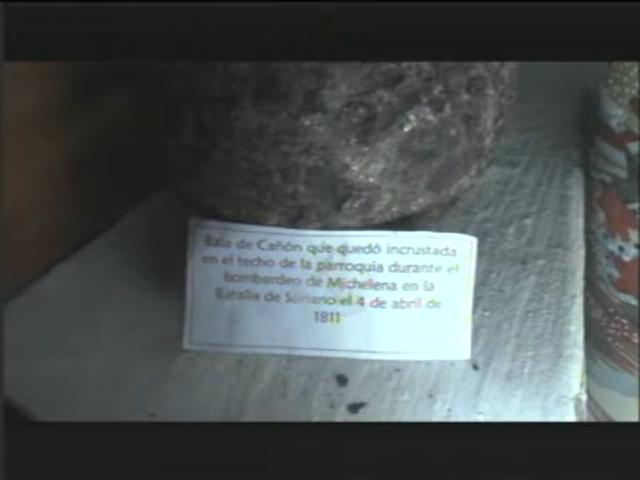 Bala de Cañón que quedó incrustada
en el techo de la parroquia durante el
bombardeo de Michelena en la
Batalla de Soriano el 4 de abril de
1811